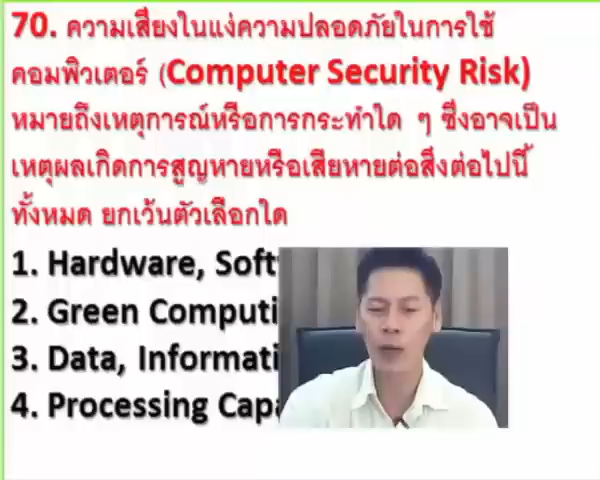 70. ความเสี่ยงในแง่ความปลอดภัยในการใช้
คอมพิวเตอร์ (Computer Security Risk)
หมายถึงเหตุการณ์หรือการกระทำใด ๆ ซึ่งอาจเป็น
เหตุผลเกิดการสูญหายหรือเสียหายต่อสิ่งต่อไปนี้
ทั้งหมด ยกเว้นตัวเลือกใด
1. Hardware,
2. Green
3. Data,
4. Processing